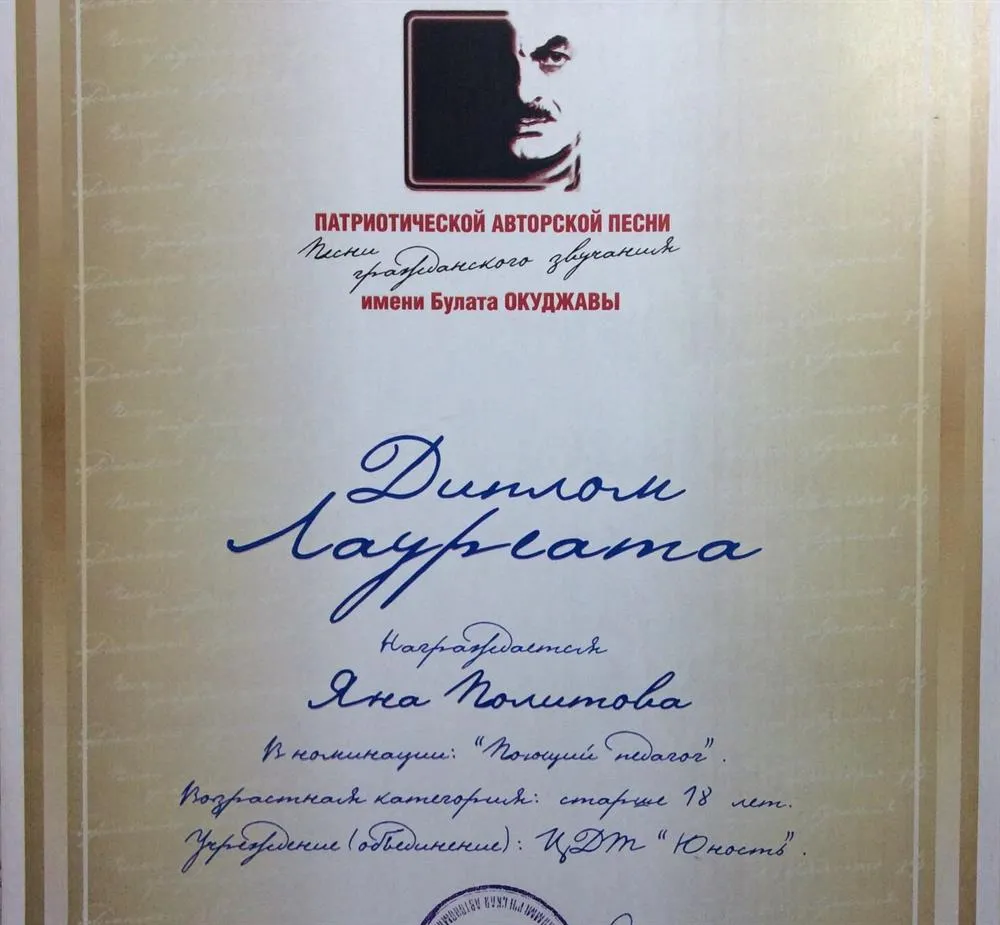 ПАТРИОТИЧЕСКОЙ АВТОРСКОЙ ПЕСНИ
Песни
гражданского звучания
имени Булата ОКУДЖАВЫ
Диплом
Лауреата
Награждается
Яна Политова
В номинации: "Поющий педагог".
Возрастная категория: старше 18 лет.
Учреждение (объединение): ЦДТ "Юность".